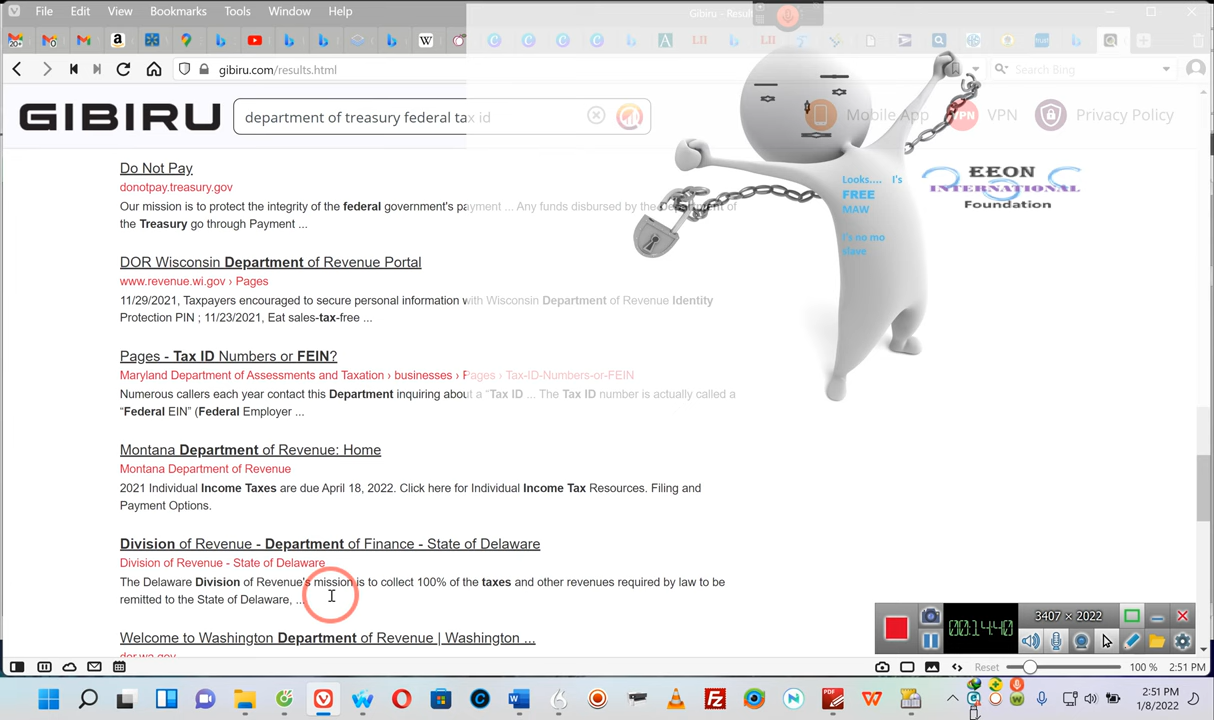 File Edit View Bookmarks Tools Window Help
Gibiru - Resul
gibiru.com/results.html
Search Bing
GIBIRU
department of treasury federal tax id
Mobile App
VPN
VPN
Privacy Policy
Do Not Pay
donotpay.treasury.gov
Our mission is to protect the integrity of the federal government's payment ... Any funds disbursed by the Department of
the Treasury go through Payment ...
Looks.... I's
FREE
MAW
I's no mo
slave
EEON
INTERNATIONAL
Foundation
DOR Wisconsin Department of Revenue Portal
www.revenue.wi.gov › Pages
11/29/2021, Taxpayers encouraged to secure personal information with Wisconsin Department of Revenue Identity
Protection PIN ; 11/23/2021, Eat sales-tax-free ...
Pages - Tax ID Numbers or FEIN?
Maryland Department of Assessments and Taxation › businesses › Pages › Tax-ID-Numbers-or-FEIN
Numerous callers each year contact this Department inquiring about a “Tax ID ... The Tax ID number is actually called a
“Federal EIN” (Federal Employer ...
Montana Department of Revenue: Home
Montana Department of Revenue
2021 Individual Income Taxes are due April 18, 2022. Click here for Individual Income Tax Resources. Filing and
Payment Options.
Division of Revenue - Department of Finance - State of Delaware
Division of Revenue - State of Delaware
The Delaware Division of Revenue's mission is to collect 100% of the taxes and other revenues required by law to be
remitted to the State of Delaware, ...
Welcome to Washington Department of Revenue | Washington ...
dor.wa.gov
00:14:40
3407 × 2022
Reset
100 %
2:51 PM
2:51 PM
1/8/2022